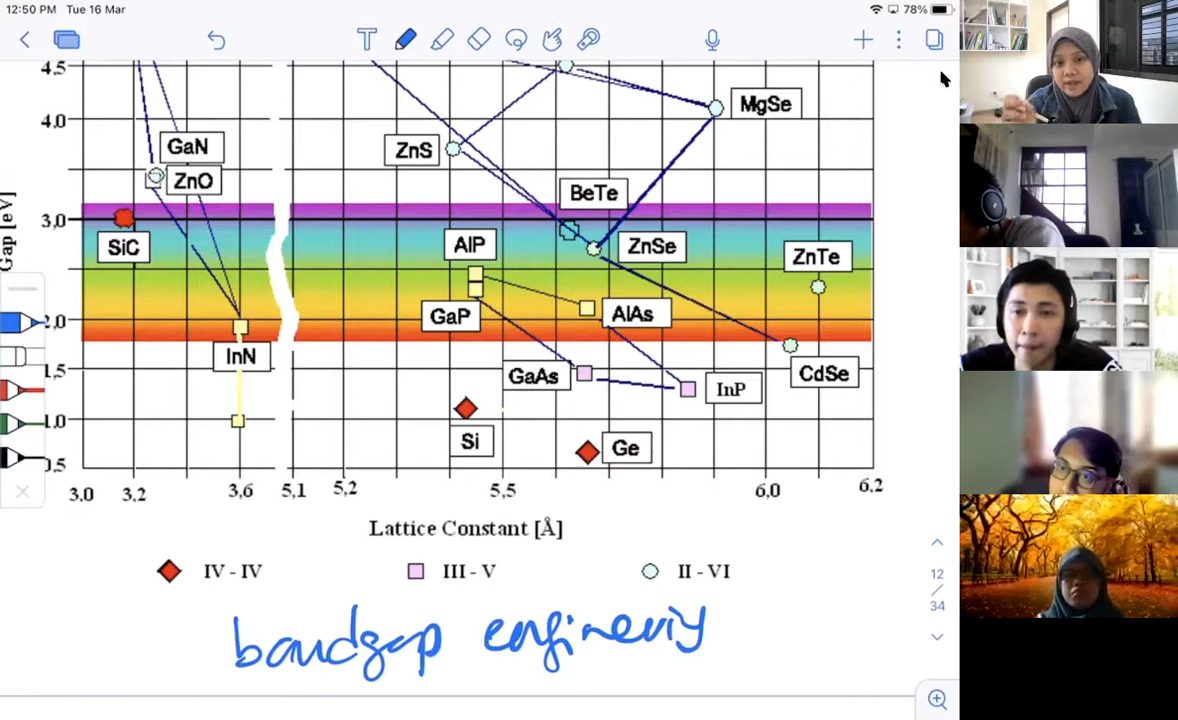 12:50 PM Tue 16 Mar 78%
T
4.5
MgSe
4.0
GaN
ZnS
ZnO
BeTe
Gap [eV]
3,0
SiC
AlP
ZnSe
ZnTe
GaP
AlAs
2,0
InN
1,5
GaAs
InP
CdSe
1,0
Si
Ge
0,5
3,0 3,2 3,6 5,1 5,2 5,5 6,0 6,2
Lattice Constant [Å]
IV - IV III - V II - VI
12
/
34
bandgap engineering